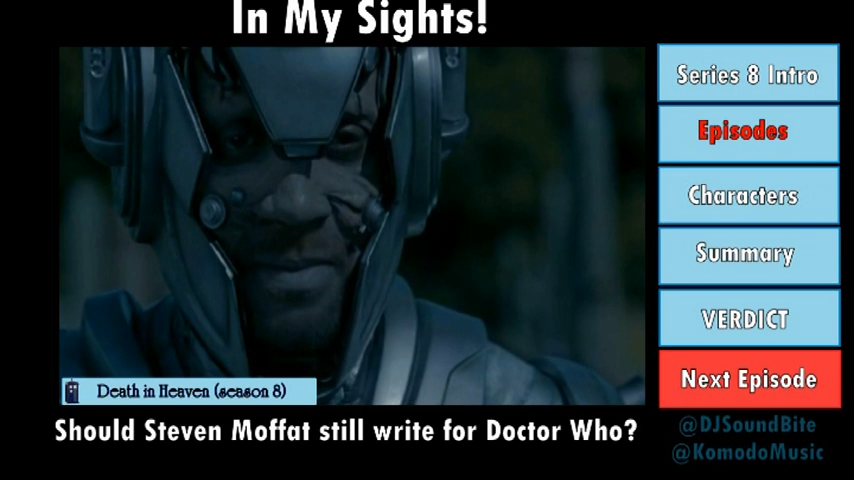 In My Sights!
Series 8 Intro
Episodes
Characters
Summary
VERDICT
Next Episode
Death in Heaven (season 8)
Should Steven Moffat still write for Doctor Who?
@DJSoundBite
@KomodoMusic